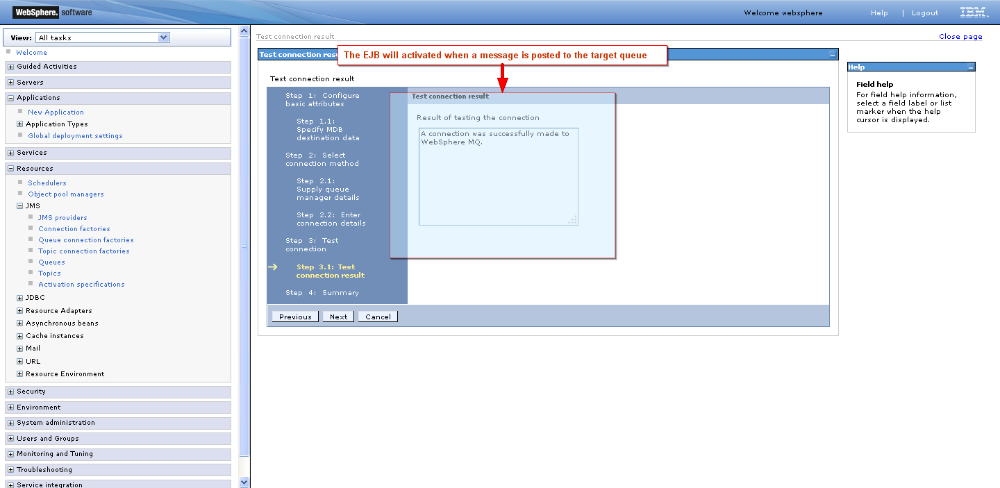 WebSphere. software
Welcome websphere
Help | Logout
IBM.
View: All tasks
Welcome
Guided Activities
Servers
Applications
New Application
Application Types
Global deployment settings
Services
Resources
Schedulers
Object pool managers
JMS
JMS providers
Connection factories
Queue connection factories
Topic connection factories
Queues
Topics
Activation specifications
JDBC
Resource Adapters
Asynchronous beans
Cache instances
Mail
URL
Resource Environment
Security
Environment
System administration
Users and Groups
Monitoring and Tuning
Troubleshooting
Service integration
Test connection result
Close page
Test connection resu
The EJB will activated when a message is posted to the target queue
Test connection result
Step 1: Configure
basic attributes
Step 1.1:
Specify MDB
destination data
Step 2: Select
connection method
Step 2.1:
Supply queue
manager details
Step 2.2: Enter
connection details
Step 3: Test
connection
Step 3.1: Test
connection result
Step 4: Summary
Test connection result
Result of testing the connection
A connection was successfully made to
WebSphere MQ.
Previous
Next
Cancel
Help
Field help
For field help information,
select a field label or list
marker when the help
cursor is displayed.